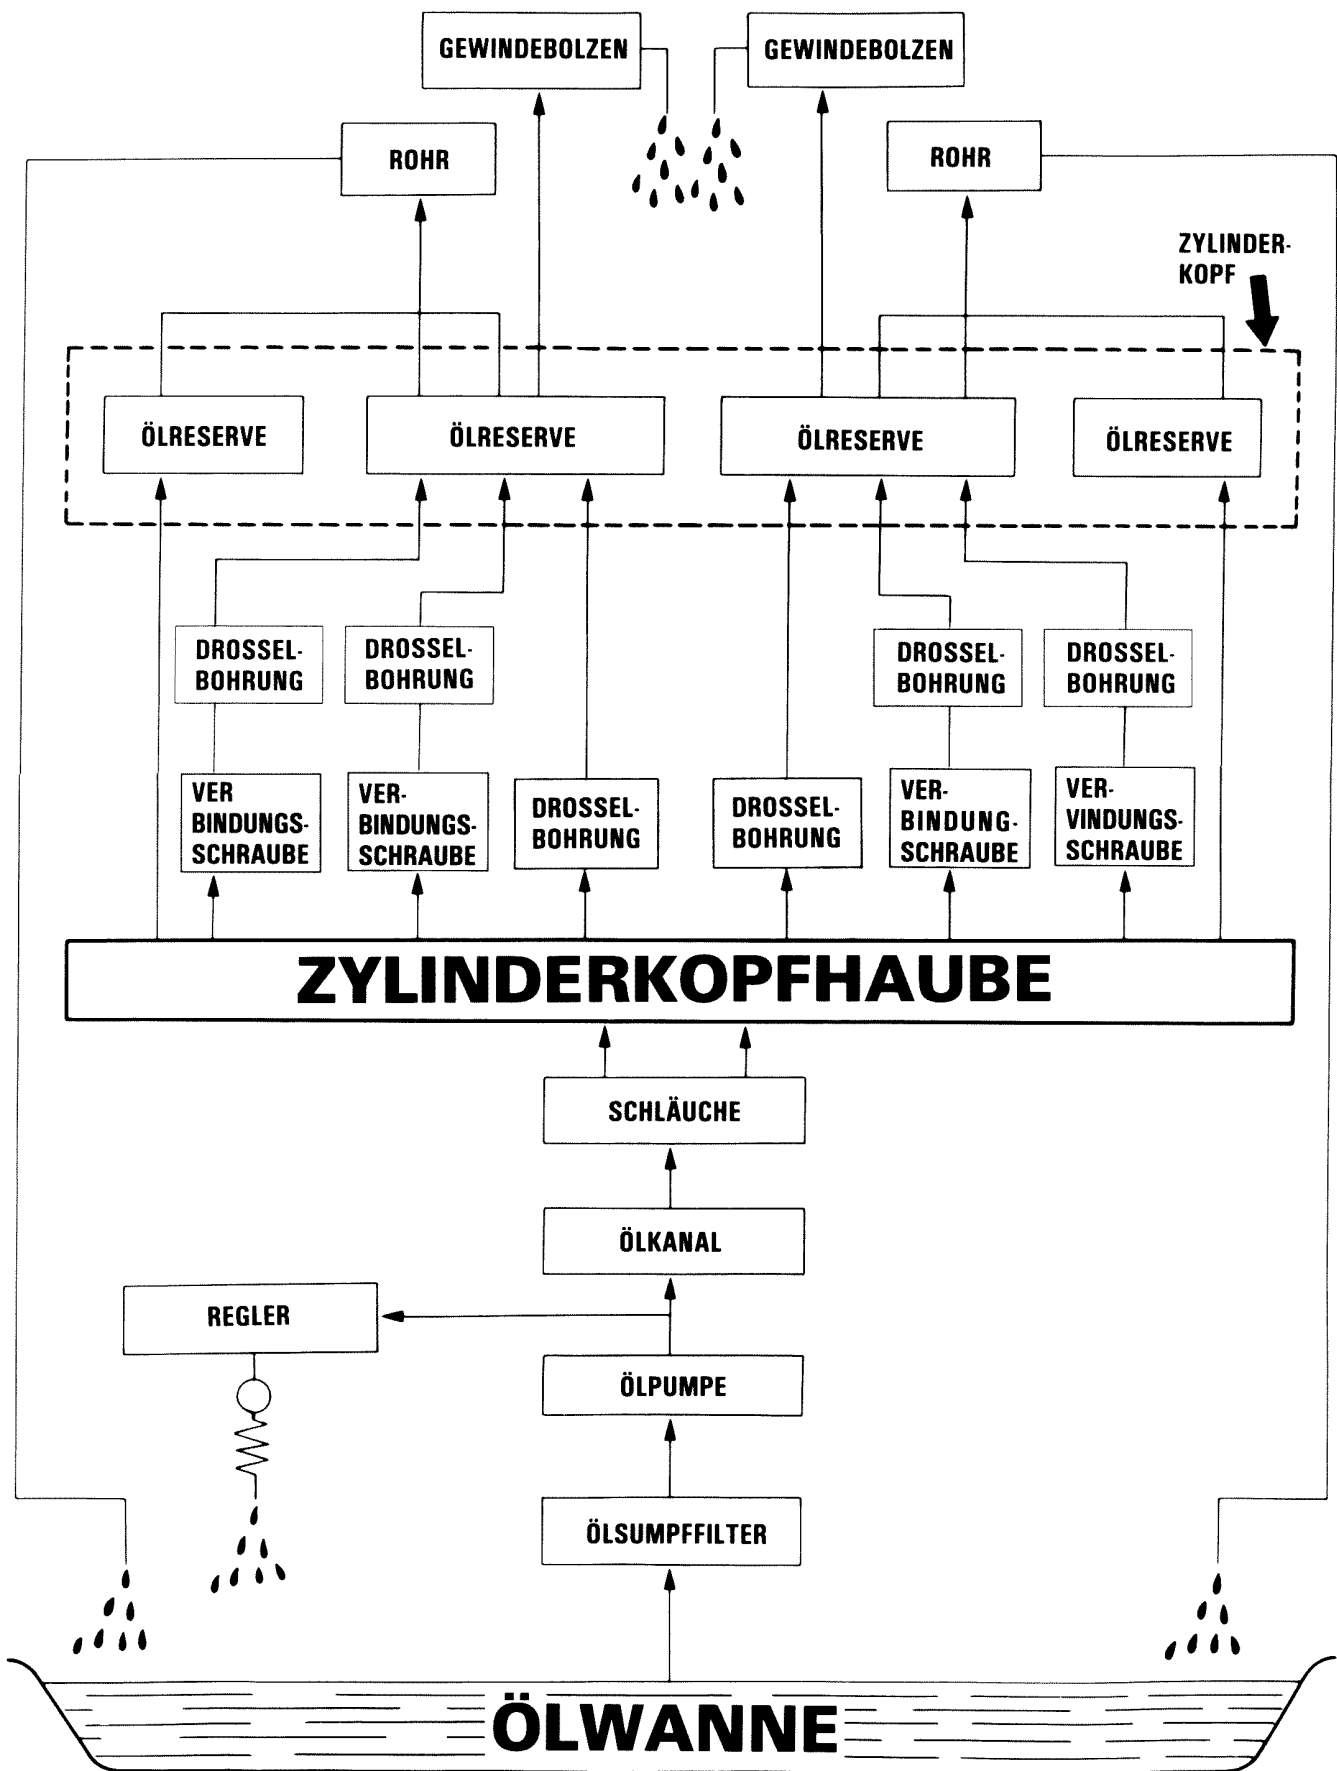 GEWINDEBOLZEN
GEWINDEBOLZEN
ROHR
ROHR
ZYLINDER-
KOPF
ÖLRESERVE
ÖLRESERVE
ÖLRESERVE
ÖLRESERVE
DROSSEL-
BOHRUNG
DROSSEL-
BOHRUNG
DROSSEL-
BOHRUNG
DROSSEL-
BOHRUNG
VER
BINDUNGS-
SCHRAUBE
VER-
BINDUNGS-
SCHRAUBE
DROSSEL-
BOHRUNG
DROSSEL-
BOHRUNG
VER-
BINDUNG-
SCHRAUBE
VER-
VINDUNGS-
SCHRAUBE
ZYLINDERKOPFHAUBE
SCHLÄUCHE
ÖLKANAL
REGLER
ÖLPUMPE
ÖLSUMPFFILTER
ÖLWANNE